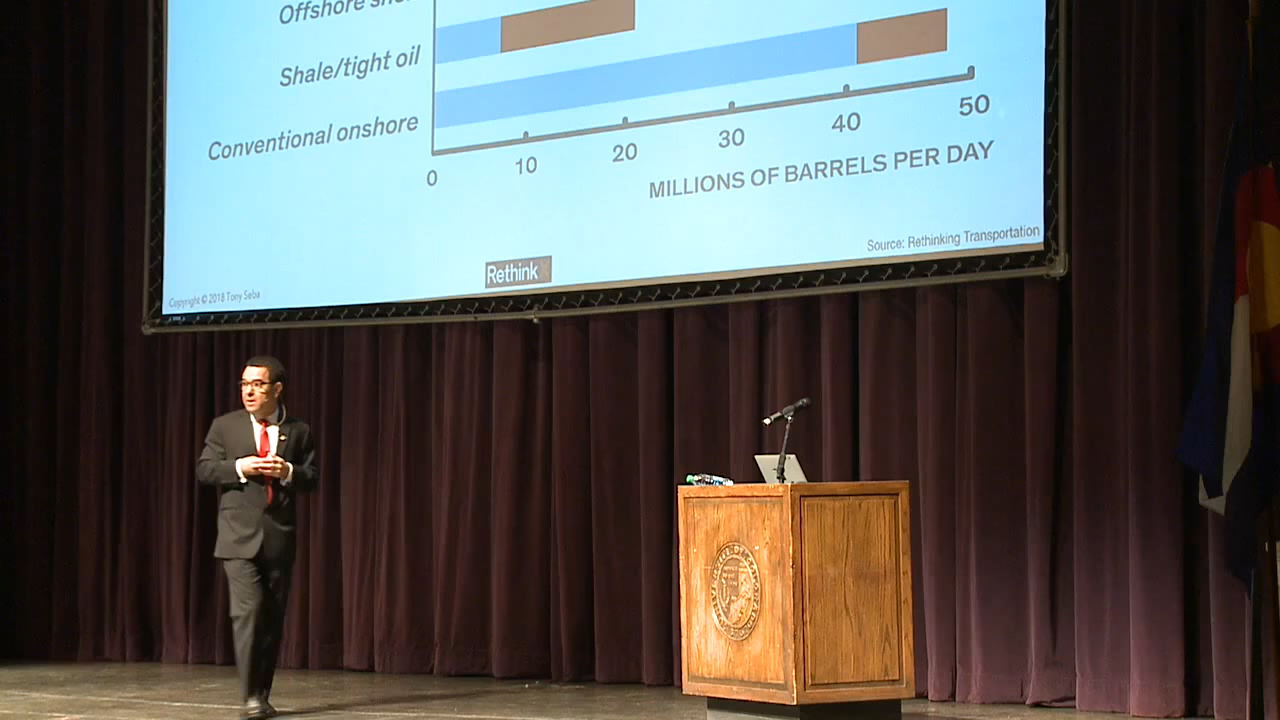 Offshore
Shale/tight oil
Conventional onshore
0 10 20 30 40 50
MILLIONS OF BARRELS PER DAY
Source: Rethinking Transportation
Rethink
Copyright © 2018 Tony Seba